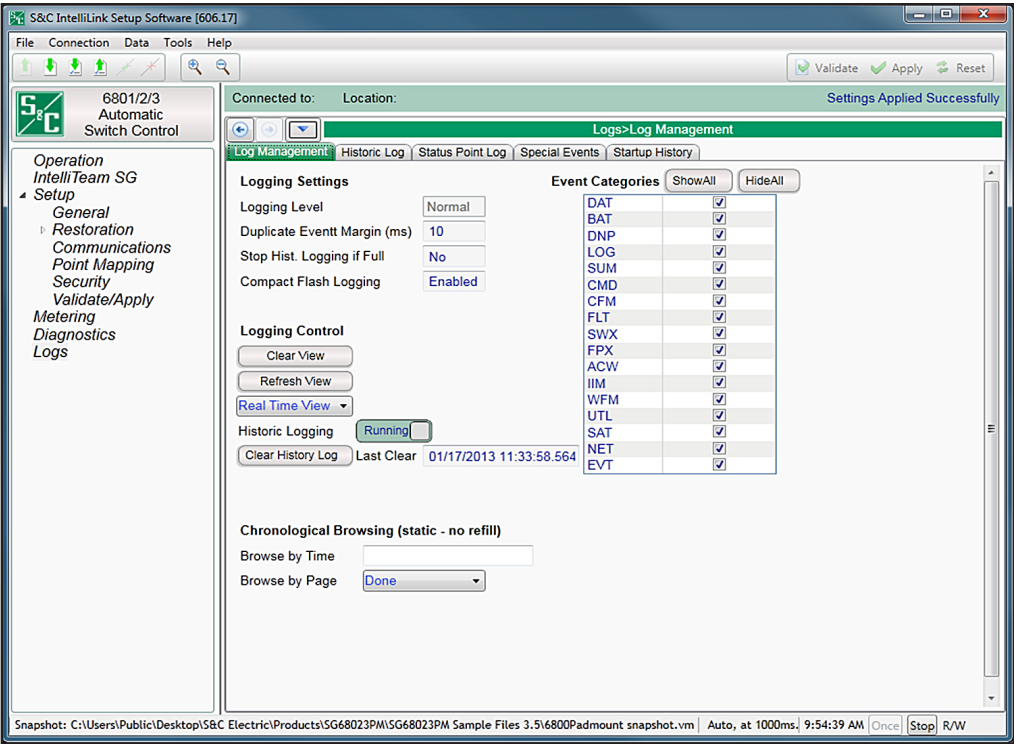 S&C IntelliLink Setup Software [606.17]
File Connection Data Tools Help
Validate Apply Reset
S&C
6801/2/3
Automatic
Switch Control
Connected to: Location: Settings Applied Successfully
Logs>Log Management
Log Management Historic Log Status Point Log Special Events Startup History
Operation
IntelliTeam SG
Setup
General
Restoration
Communications
Point Mapping
Security
Validate/Apply
Metering
Diagnostics
Logs
Logging Settings
Logging Level Normal
Duplicate Eventt Margin (ms) 10
Stop Hist. Logging if Full No
Compact Flash Logging Enabled
Logging Control
Clear View
Refresh View
Real Time View
Historic Logging Running
Clear History Log Last Clear 01/17/2013 11:33:58.564
Event Categories ShowAll HideAll
DAT
BAT
DNP
LOG
SUM
CMD
CFM
FLT
SWX
FPX
ACW
IIM
WFM
UTL
SAT
NET
EVT
Chronological Browsing (static - no refill)
Browse by Time
Browse by Page Done
Snapshot: C:\Users\Public\Desktop\S&C Electric\Products\SG68023PM\SG68023PM Sample Files 3.5\6800Padmount snapshot.vm Auto, at 1000ms. 9:54:39 AM Once Stop R/W